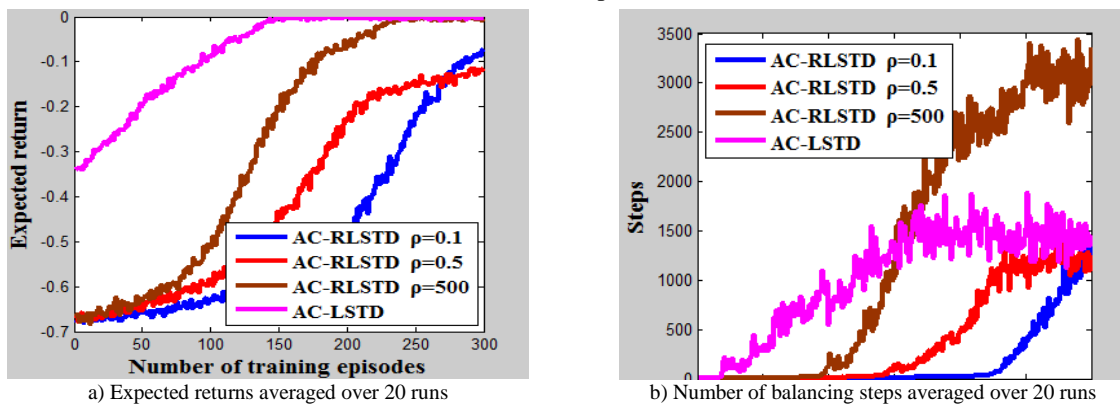 0
-0.1
-0.2
-0.3
-0.4
-0.5
-0.6
-0.7
Expected return
AC-RLSTD ρ=0.1
AC-RLSTD ρ=0.5
AC-RLSTD ρ=500
AC-LSTD
0 50 100 150 200 250 300
Number of training episodes
a) Expected returns averaged over 20 runs
3500
3000
2500
2000
1500
1000
500
0
Steps
AC-RLSTD ρ=0.1
AC-RLSTD ρ=0.5
AC-RLSTD ρ=500
AC-LSTD
b) Number of balancing steps averaged over 20 runs